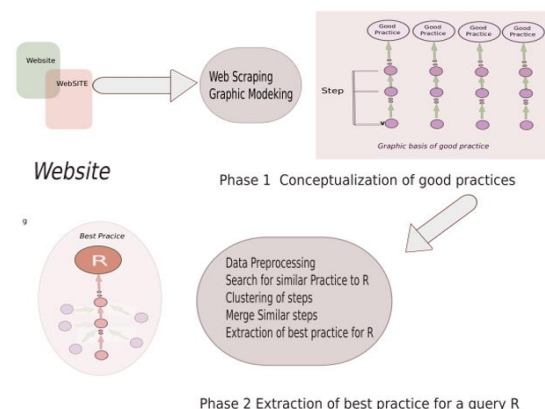 Website
WebSITE
Web Scraping
Graphic Modeking
Good
Practice
Good
Practice
Good
Practice
Good
Practice
Step
Graphic basis of good practice
Website
Phase 1 Conceptualization of good practices
g
Best Pracice
R
Data Preprocessing
Search for similar Practice to R
Clustering of steps
Merge Similar steps
Extraction of best practice for R
Phase 2 Extraction of best practice for a query R